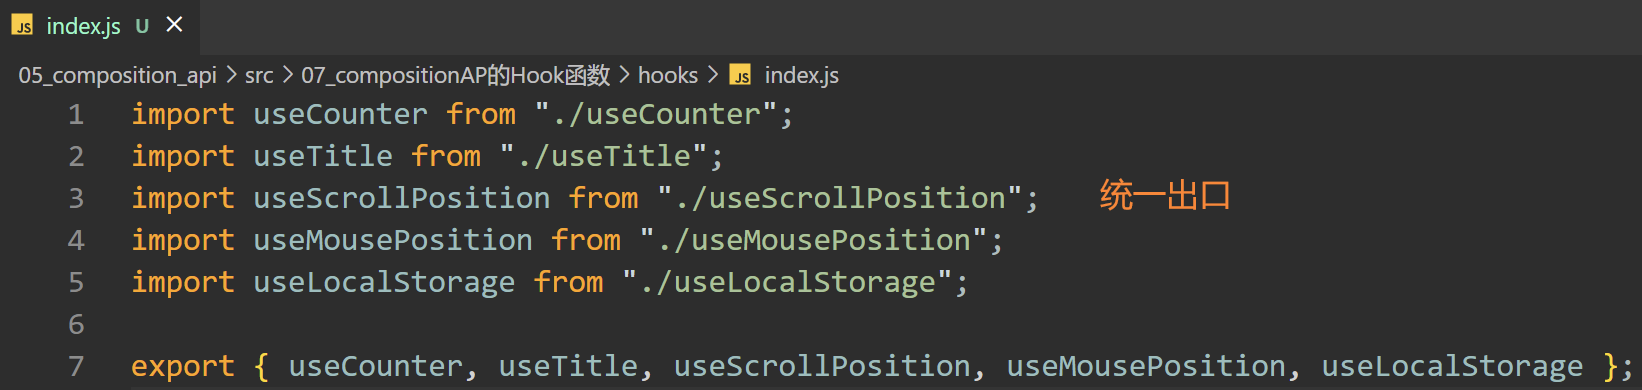 JS index.js U ×
05_composition_api > src > 07_compositionAP的Hook函数 > hooks > JS index.js
1 import useCounter from "./useCounter";
2 import useTitle from "./useTitle";
3 import useScrollPosition from "./useScrollPosition"; 统一出口
4 import useMousePosition from "./useMousePosition";
5 import useLocalStorage from "./useLocalStorage";
6
7 export { useCounter, useTitle, useScrollPosition, useMousePosition, useLocalStorage };